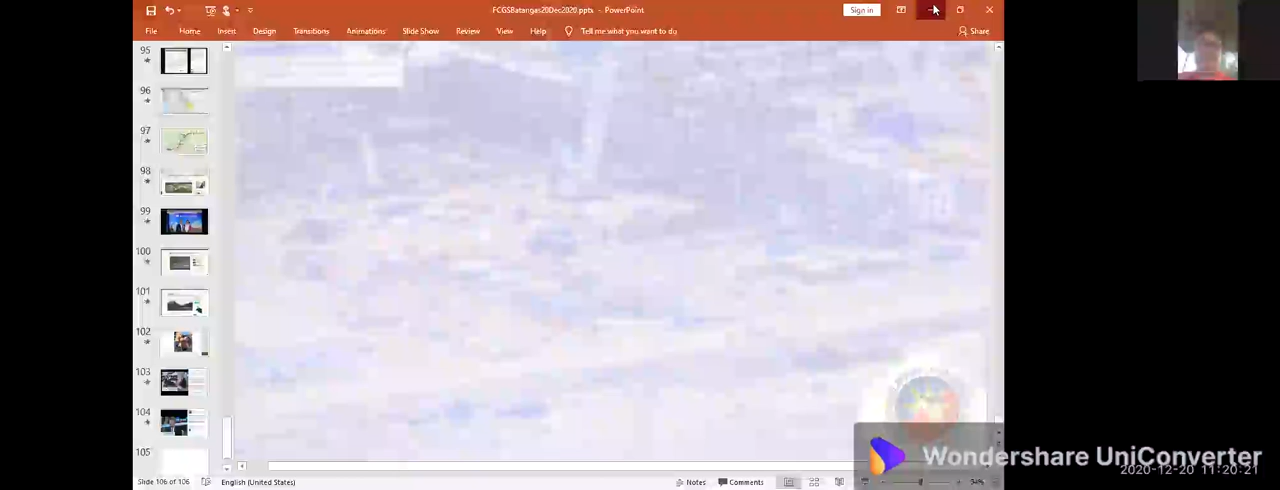 FCGSBatangas20Dec2020.pptx - PowerPoint
Sign in
File Home Insert Design Transitions Animations Slide Show Review View Help Tell me what you want to do
Share
95
96
97
98
99
100
101
102
103
104
105
Wondershare UniConverter
2020-12-20 11:20:21
Slide 106 of 106 English (United States) Notes Comments 94%